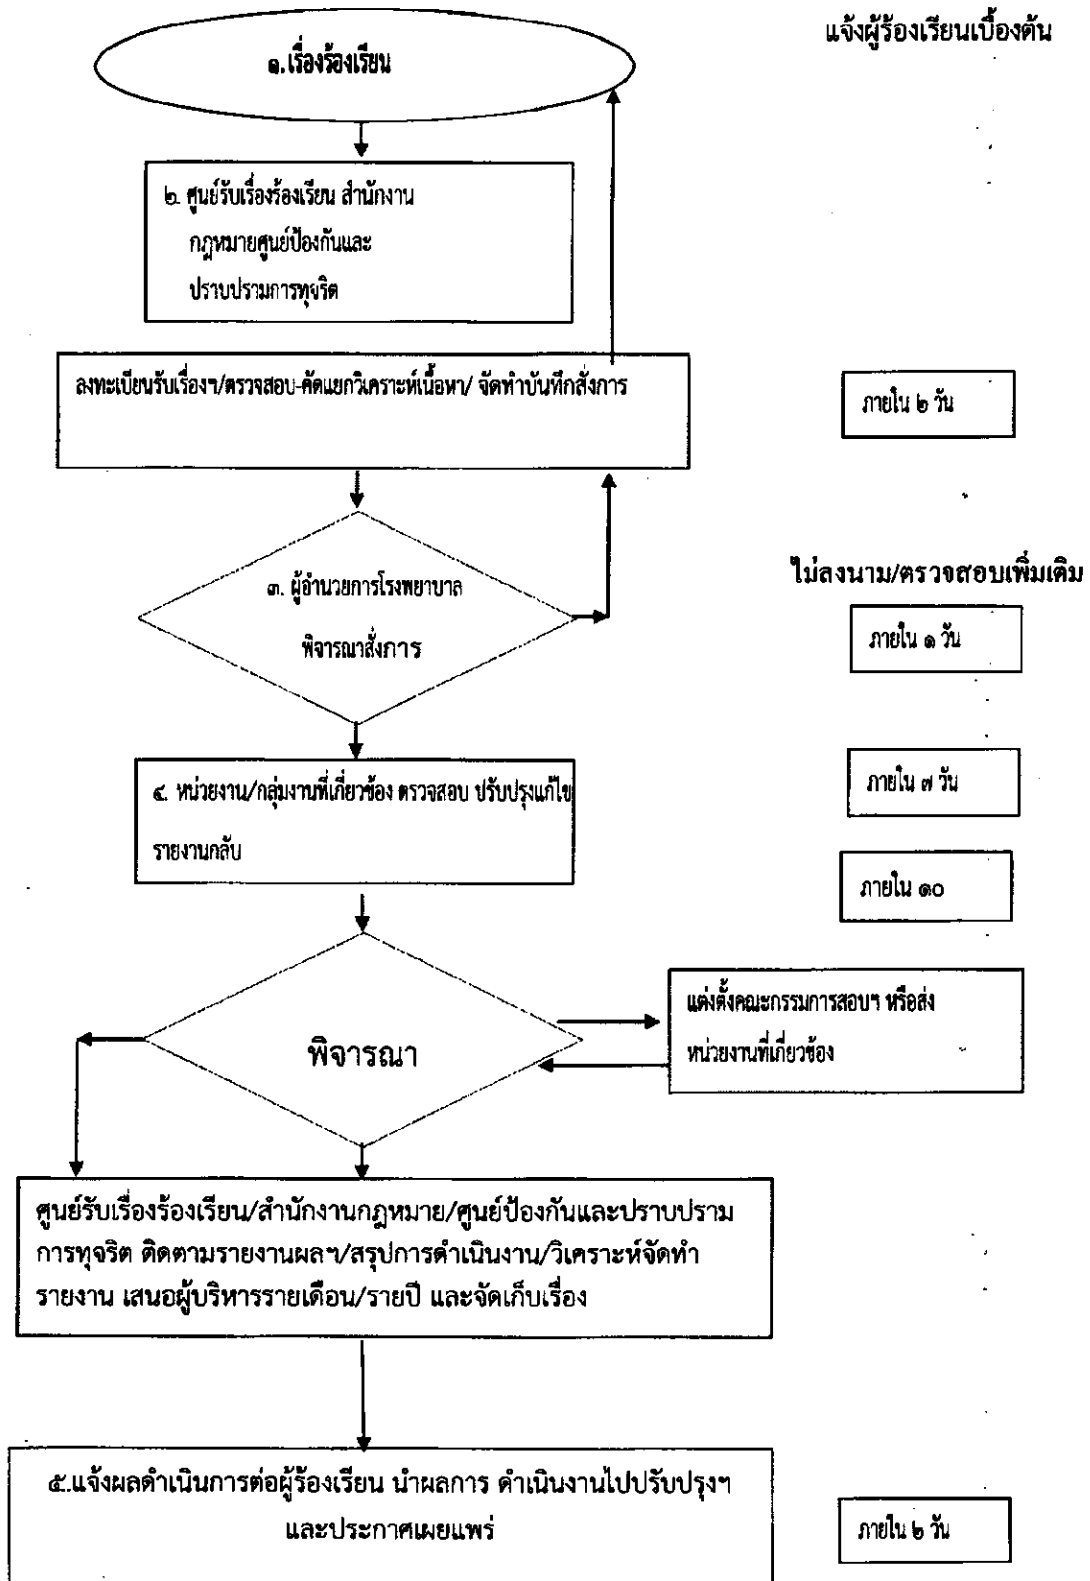 แจ้งผู้ร้องเรียนเบื้องต้น
๑.เรื่องร้องเรียน
๒. ศูนย์รับเรื่องร้องเรียน สำนักงาน
กฎหมายศูนย์ป้องกันและ
ปราบปรามการทุจริต
ลงทะเบียนรับเรื่องฯ/ตรวจสอบ-คัดแยกวิเคราะห์เนื้อหา/ จัดทำบันทึกสั่งการ
ภายใน ๒ วัน
๓. ผู้อำนวยการโรงพยาบาล
พิจารณาสั่งการ
ไม่ลงนาม/ตรวจสอบเพิ่มเติม
ภายใน ๑ วัน
๔. หน่วยงาน/กลุ่มงานที่เกี่ยวข้อง ตรวจสอบ ปรับปรุงแก้ไข
รายงานกลับ
ภายใน ๗ วัน
ภายใน ๑๐
พิจารณา
แต่งตั้งคณะกรรมการสอบฯ หรือส่ง
หน่วยงานที่เกี่ยวข้อง
ศูนย์รับเรื่องร้องเรียน/สำนักงานกฎหมาย/ศูนย์ป้องกันและปราบปราม
การทุจริต ติดตามรายงานผลฯ/สรุปการดำเนินงาน/วิเคราะห์จัดทำ
รายงาน เสนอผู้บริหารรายเดือน/รายปี และจัดเก็บเรื่อง
๕.แจ้งผลดำเนินการต่อผู้ร้องเรียน นำผลการ ดำเนินงานไปปรับปรุงฯ
และประกาศเผยแพร่
ภายใน ๒ วัน